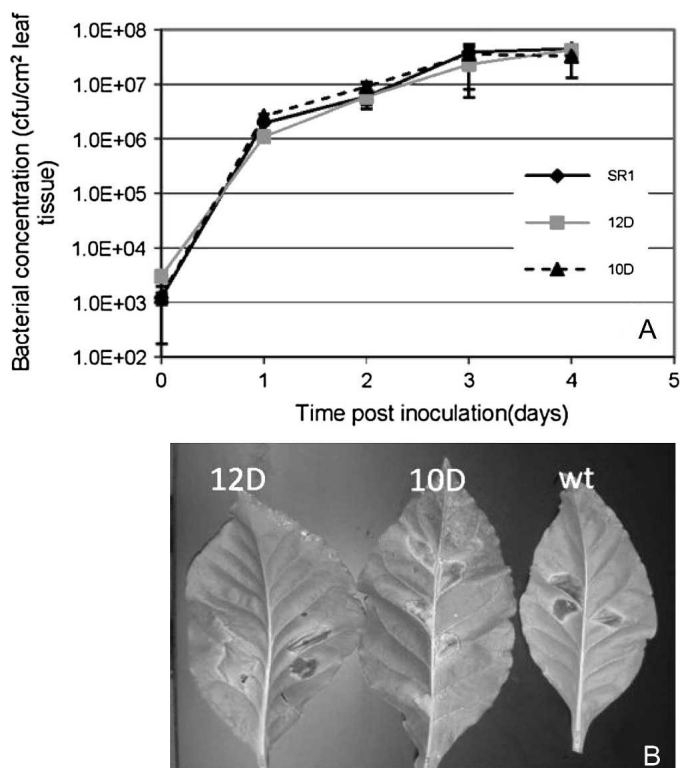 Bacterial concentration (cfu/cm² leaf
tissue)
1.0E+08
1.0E+07
1.0E+06
1.0E+05
1.0E+04
1.0E+03
1.0E+02
SR1
12D
10D
A
0 1 2 3 4 5
Time post inoculation(days)
12D 10D wt
B